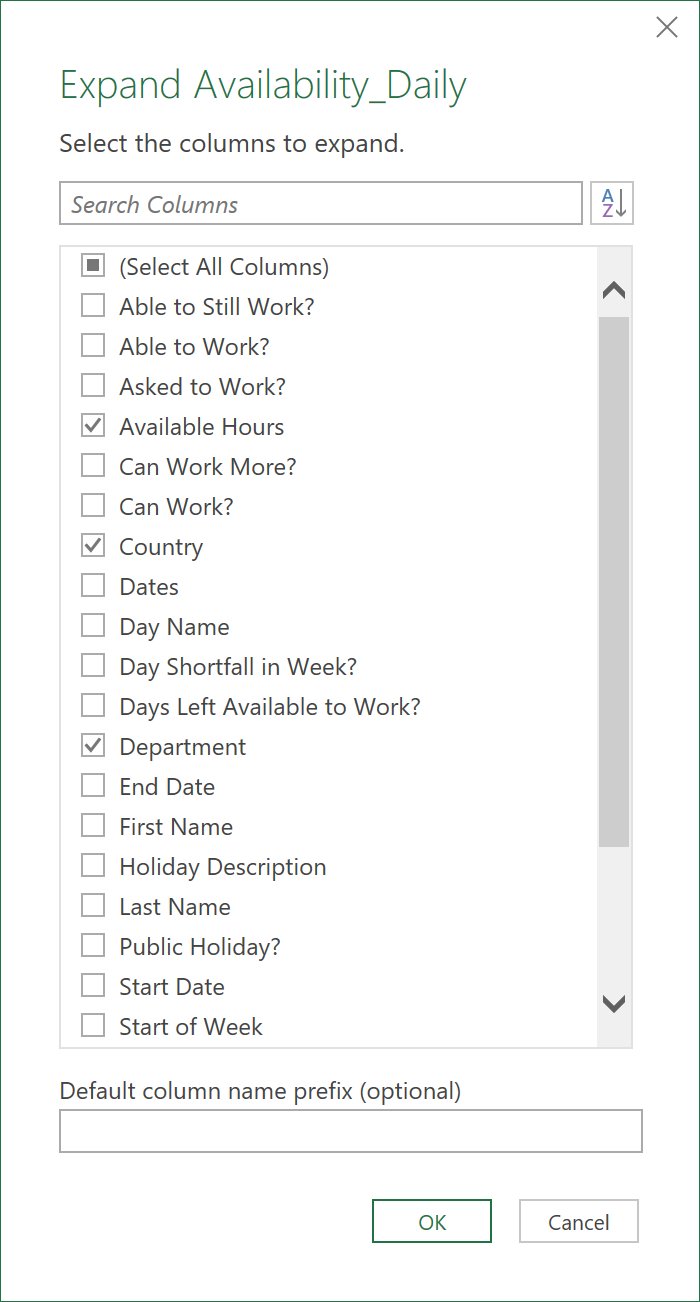 Expand Availability_Daily
Select the columns to expand.
Search Columns
A
Z
(Select All Columns)
Able to Still Work?
Able to Work?
Asked to Work?
Available Hours
Can Work More?
Can Work?
Country
Dates
Day Name
Day Shortfall in Week?
Days Left Available to Work?
Department
End Date
First Name
Holiday Description
Last Name
Public Holiday?
Start Date
Start of Week
Default column name prefix (optional)
OK Cancel